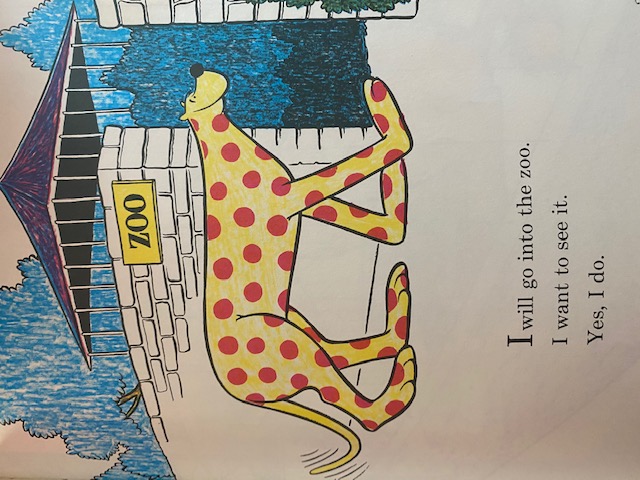 ZOO
I will go into the zoo.
I want to see it.
Yes, I do.